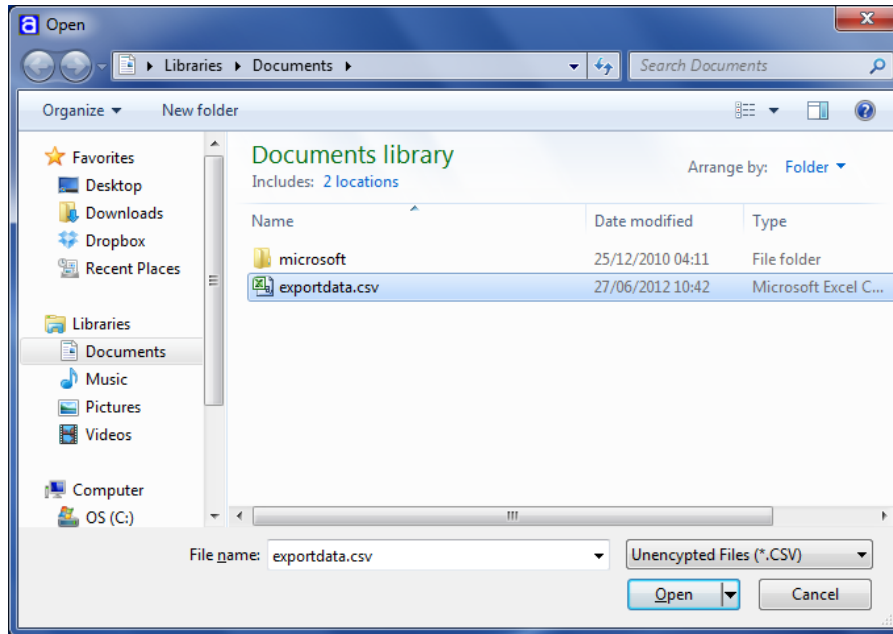 a Open
Libraries Documents Search Documents
Organize New folder
Favorites
Desktop
Downloads
Dropbox
Recent Places
Libraries
Documents
Music
Pictures
Videos
Computer
OS (C:)
Documents library
Includes: 2 locations
Arrange by: Folder
Name Date modified Type
microsoft 25/12/2010 04:11 File folder
exportdata.csv 27/06/2012 10:42 Microsoft Excel C...
File name: exportdata.csv Unencypted Files (*.CSV)
Open Cancel